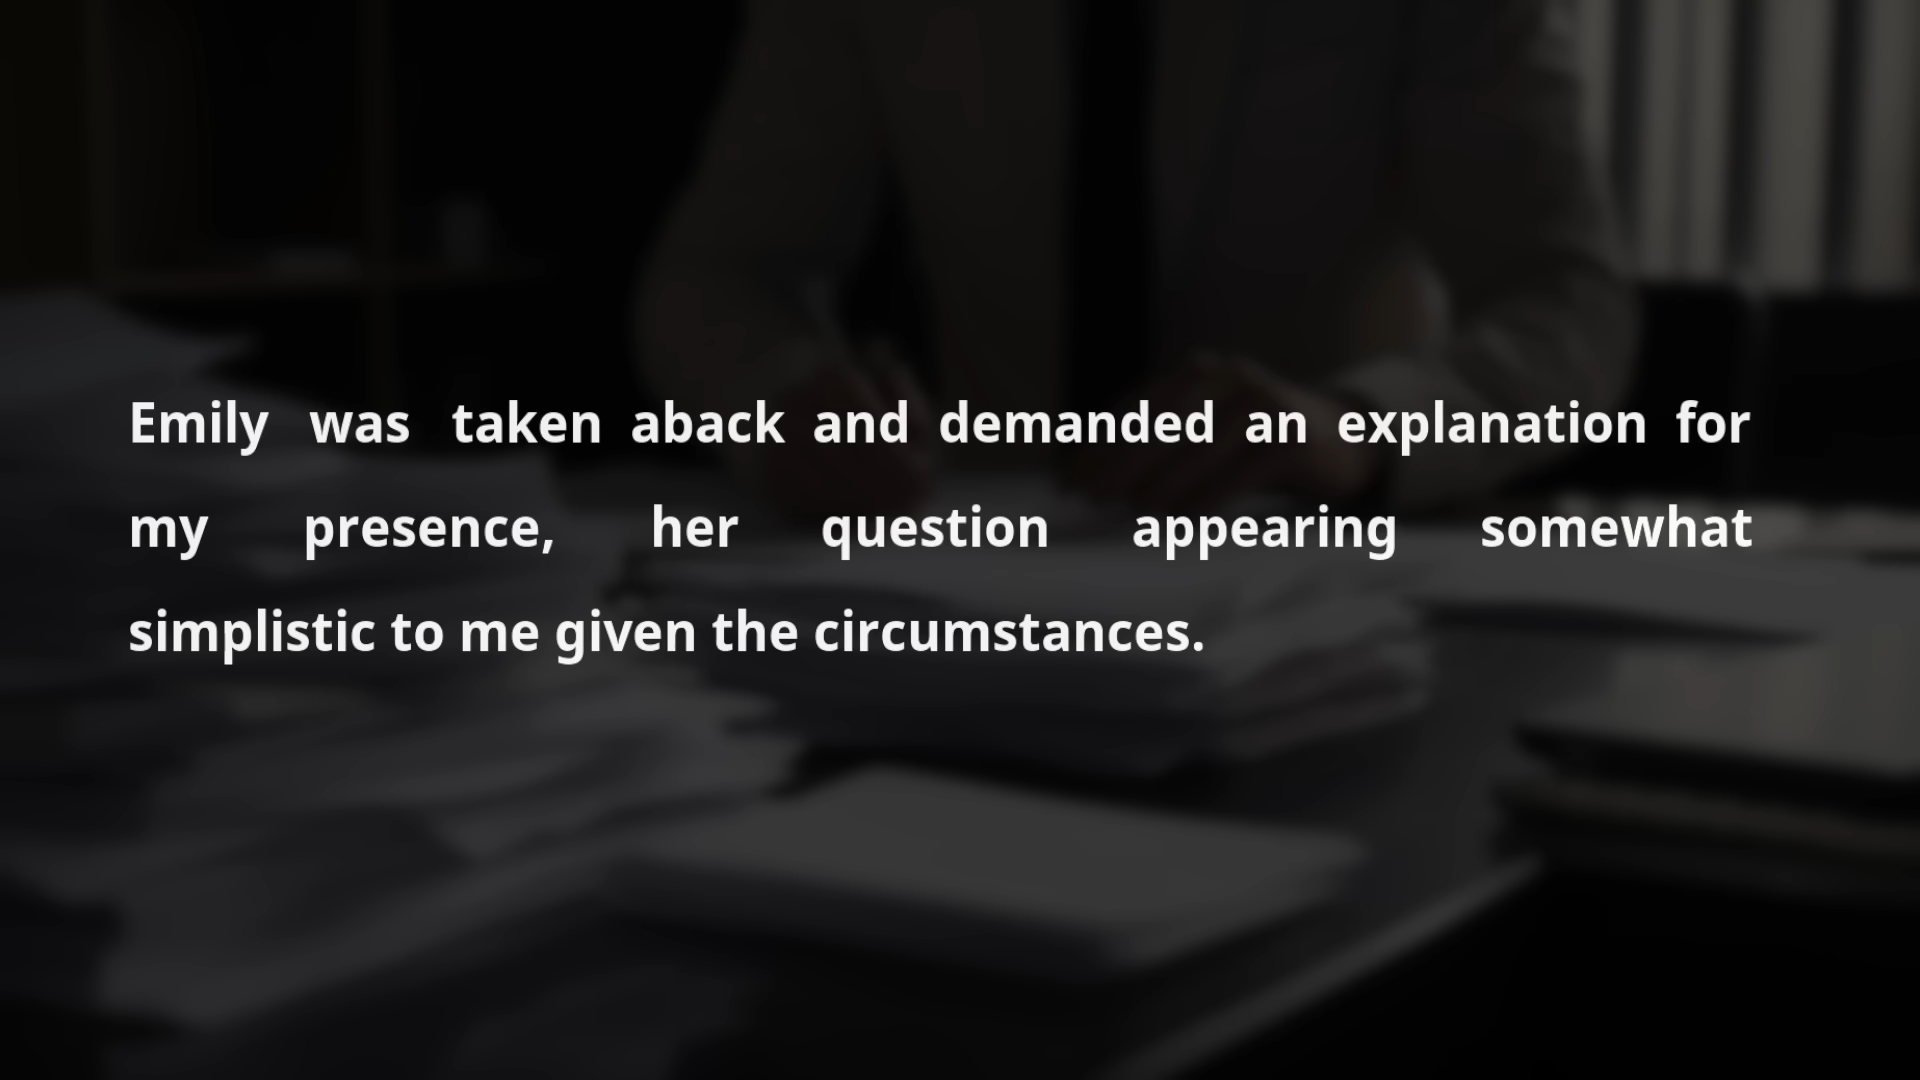 Emily was taken aback and demanded an explanation for
my presence, her question appearing somewhat
simplistic to me given the circumstances.